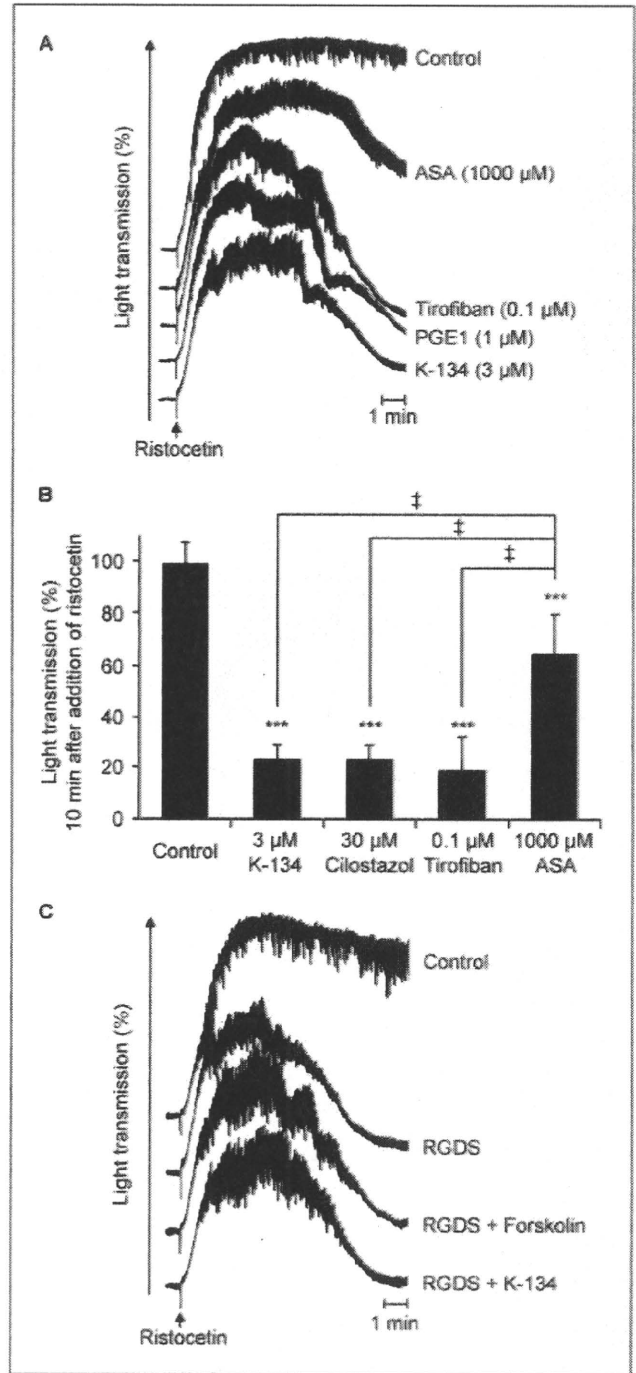 A
Light transmission (%)
Control
ASA (1000 µM)
Tirofiban (0.1 µM)
PGE1 (1 µM)
K-134 (3 µM)
1 min
Ristocetin
B
Light transmission (%)
10 min after addition of ristocetin
100
80
60
40
20
0
‡
‡
‡
***
***
***
***
Control
3 µM
K-134
30 µM
Cilostazol
0.1 µM
Tirofiban
1000 µM
ASA
C
Light transmission (%)
Control
RGDS
RGDS + Forskolin
RGDS + K-134
1 min
Ristocetin